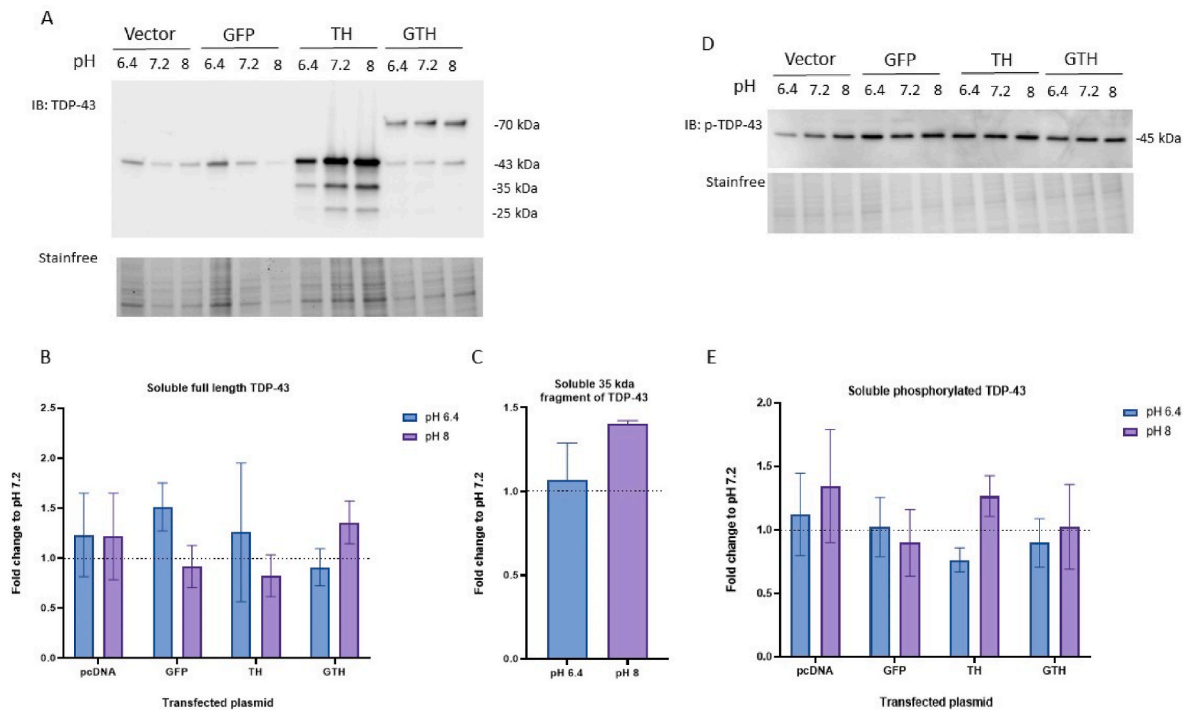 A
Vector GFP TH GTH
pH 6.4 7.2 8 6.4 7.2 8 6.4 7.2 8 6.4 7.2 8
IB: TDP-43
-70 kDa
-43 kDa
-35 kDa
-25 kDa
Stainfree
D
Vector GFP TH GTH
pH 6.4 7.2 8 6.4 7.2 8 6.4 7.2 8 6.4 7.2 8
IB: p-TDP-43
-45 kDa
Stainfree
B
Soluble full length TDP-43
pH 6.4
pH 8
Fold change to pH 7.2
2.5
2.0
1.5
1.0
0.5
0.0
pcDNA GFP TH GTH
Transfected plasmid
C
Soluble 35 kda
fragment of TDP-43
Fold change to pH 7.2
1.5
1.0
0.5
0.0
pH 6.4 pH 8
E
Soluble phosphorylated TDP-43
pH 6.4
pH 8
Fold change to pH 7.2
2.0
1.5
1.0
0.5
0.0
pcDNA GFP TH GTH
Transfected plasmid